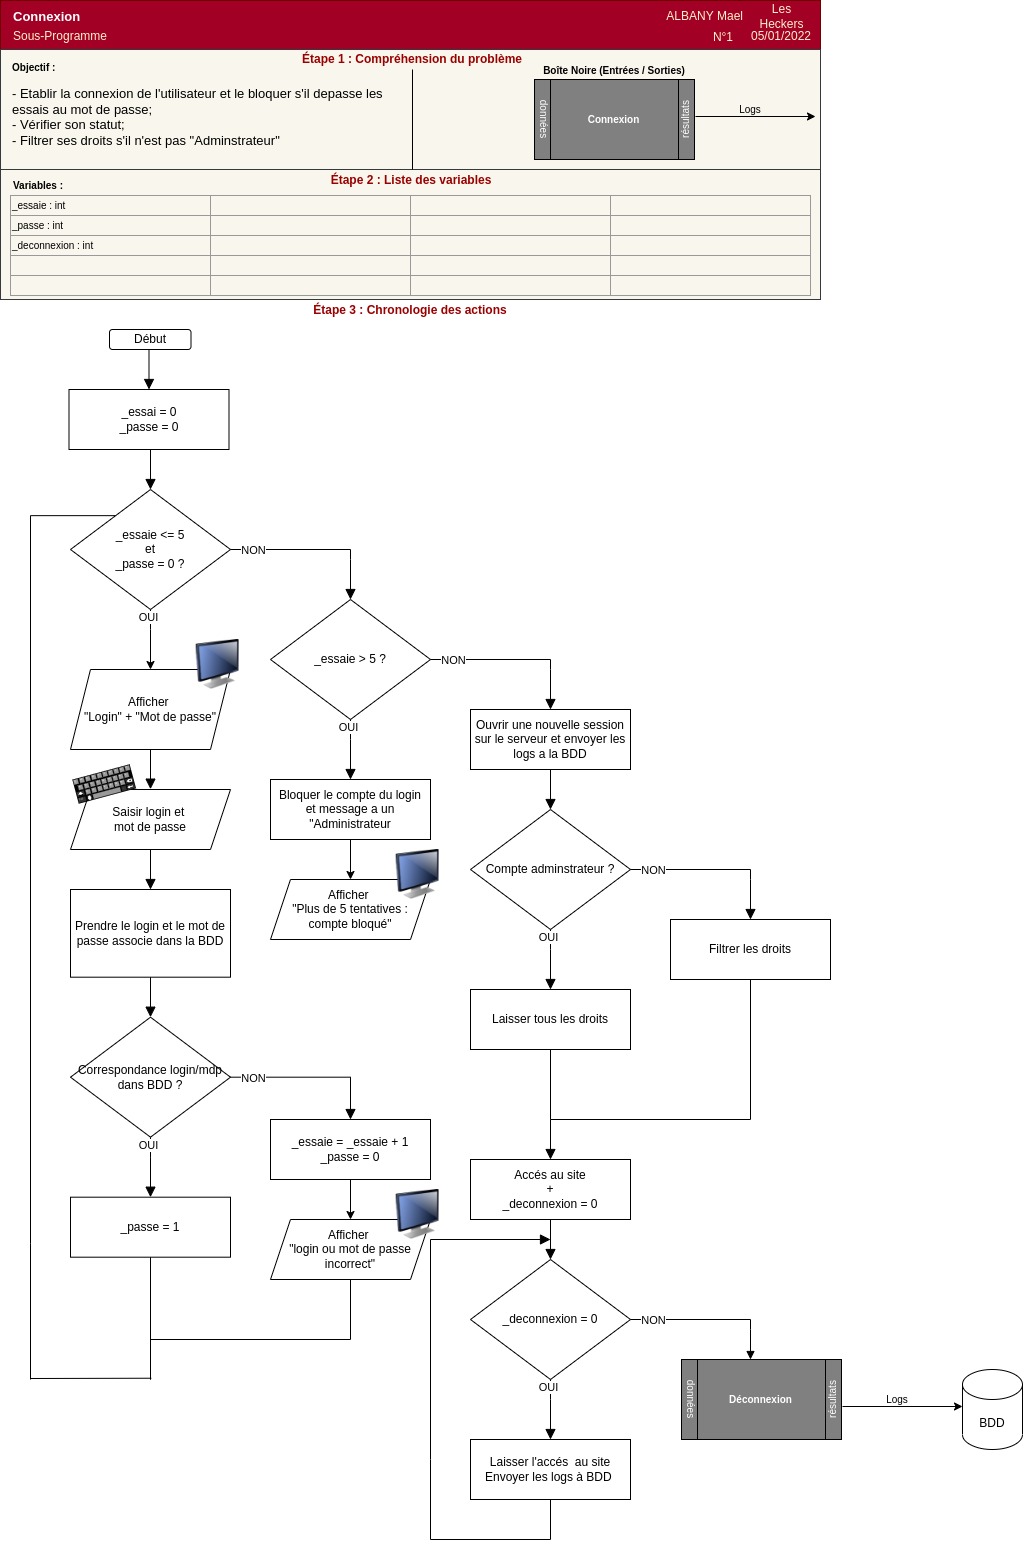 Connexion
Sous-Programme
ALBANY Mael
N°1
Les
Heckers
05/01/2022
Étape 1 : Compréhension du problème
Objectif :
- Etablir la connexion de l'utilisateur et le bloquer s'il depasse les
essais au mot de passe;
- Vérifier son statut;
- Filtrer ses droits s'il n'est pas "Adminstrateur"
Boîte Noire (Entrées / Sorties)
données
Connexion
résultats
Logs
Étape 2 : Liste des variables
Variables :
_essaie : int
_passe : int
_deconnexion : int
Étape 3 : Chronologie des actions
Début
_essai = 0
_passe = 0
_essaie <= 5
et
_passe = 0 ?
NON
OUI
_essaie > 5 ?
NON
OUI
Afficher
"Login" + "Mot de passe"
Ouvrir une nouvelle session
sur le serveur et envoyer les
logs a la BDD
Saisir login et
mot de passe
Bloquer le compte du login
et message a un
"Administrateur
Compte adminstrateur ?
NON
OUI
Afficher
"Plus de 5 tentatives :
compte bloqué"
Prendre le login et le mot de
passe associe dans la BDD
Filtrer les droits
Laisser tous les droits
Correspondance login/mdp
dans BDD ?
NON
OUI
_essaie = _essaie + 1
_passe = 0
Accés au site
+
_deconnexion = 0
_passe = 1
Afficher
"login ou mot de passe
incorrect"
_deconnexion = 0
NON
OUI
données
Déconnexion
résultats
Logs
BDD
Laisser l'accés  au site
Envoyer les logs à BDD